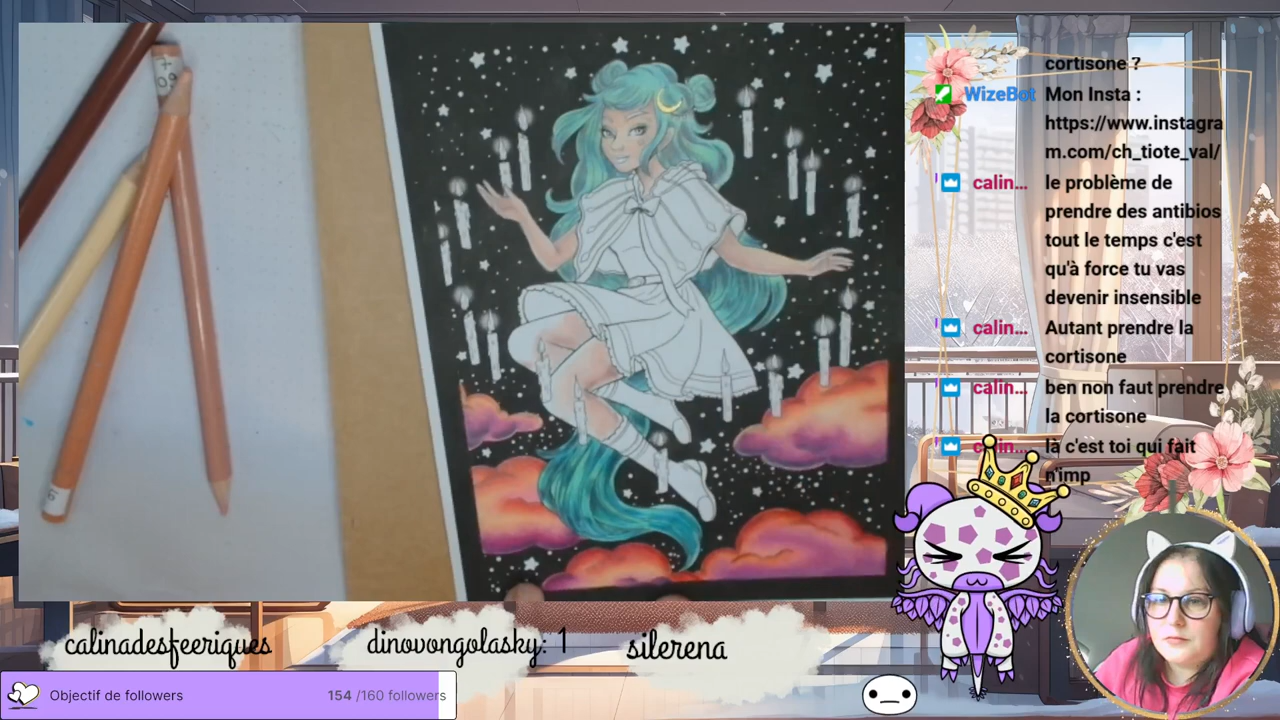 cortisone ?
WizeBot Mon Insta :
https://www.instagra
m.com/ch_tiote_val/
calin... le problème de
prendre des antibios
tout le temps c'est
qu'à force tu vas
devenir insensible
calin... Autant prendre la
cortisone
calin... ben non faut prendre
la cortisone
calin... là c'est toi qui fait
n'imp
calinadesfeeriques
dinovongolasky: 1
silerena
Objectif de followers 154 /160 followers